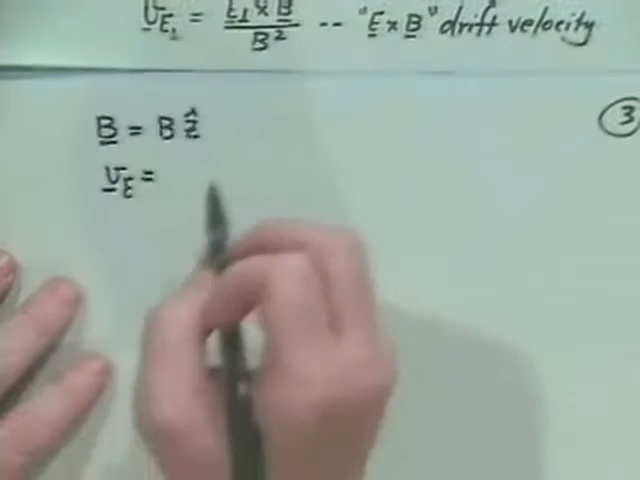 v_E⊥ = E⊥ × B / B² -- "E × B" drift velocity
③
B = B ẑ
v_E =